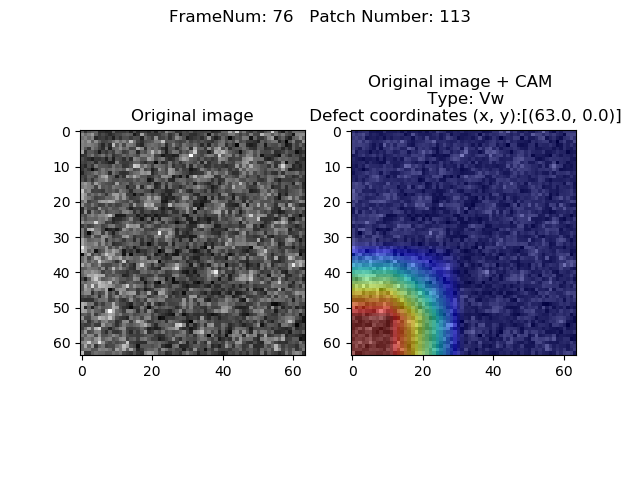 FrameNum: 76   Patch Number: 113
Original image
Original image + CAM
Type: Vw
Defect coordinates (x, y):[(63.0, 0.0)]
0
10
20
30
40
50
60
0 20 40 60
0
10
20
30
40
50
60
0 20 40 60